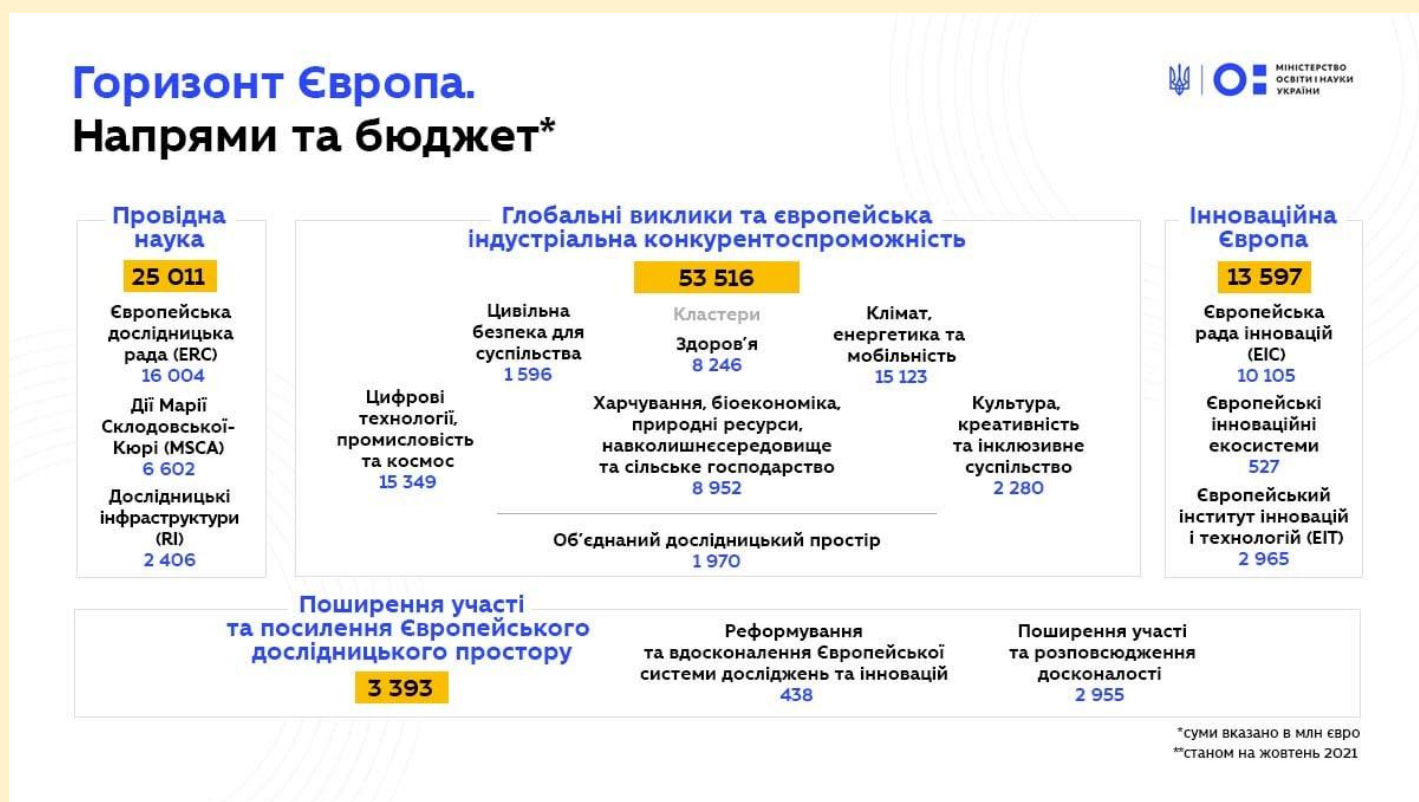 Горизонт Європа.
Напрями та бюджет*
МІНІСТЕРСТВО
ОСВІТИ І НАУКИ
УКРАЇНИ
Провідна
наука
25 011
Європейська
дослідницька
рада (ERC)
16 004
Дії Марії
Склодовської-
Кюрі (MSCA)
6 602
Дослідницькі
інфраструктури
(RI)
2 406
Глобальні виклики та європейська
індустріальна конкурентоспроможність
53 516
Кластери
Цивільна
безпека для
суспільства
1 596
Здоров’я
8 246
Клімат,
енергетика та
мобільність
15 123
Цифрові
технології,
промисловість
та космос
15 349
Харчування, біоекономіка,
природні ресурси,
навколишнєсередовище
та сільське господарство
8 952
Культура,
креативність
та інклюзивне
суспільство
2 280
Об’єднаний дослідницький простір
1 970
Інноваційна
Європа
13 597
Європейська
рада інновацій
(EIC)
10 105
Європейські
інноваційні
екосистеми
527
Європейський
інститут інновацій
і технологій (EIT)
2 965
Поширення участі
та посилення Європейського
дослідницького простору
3 393
Реформування
та вдосконалення Європейської
системи досліджень та інновацій
438
Поширення участі
та розповсюдження
досконалості
2 955
*суми вказано в млн євро
**станом на жовтень 2021